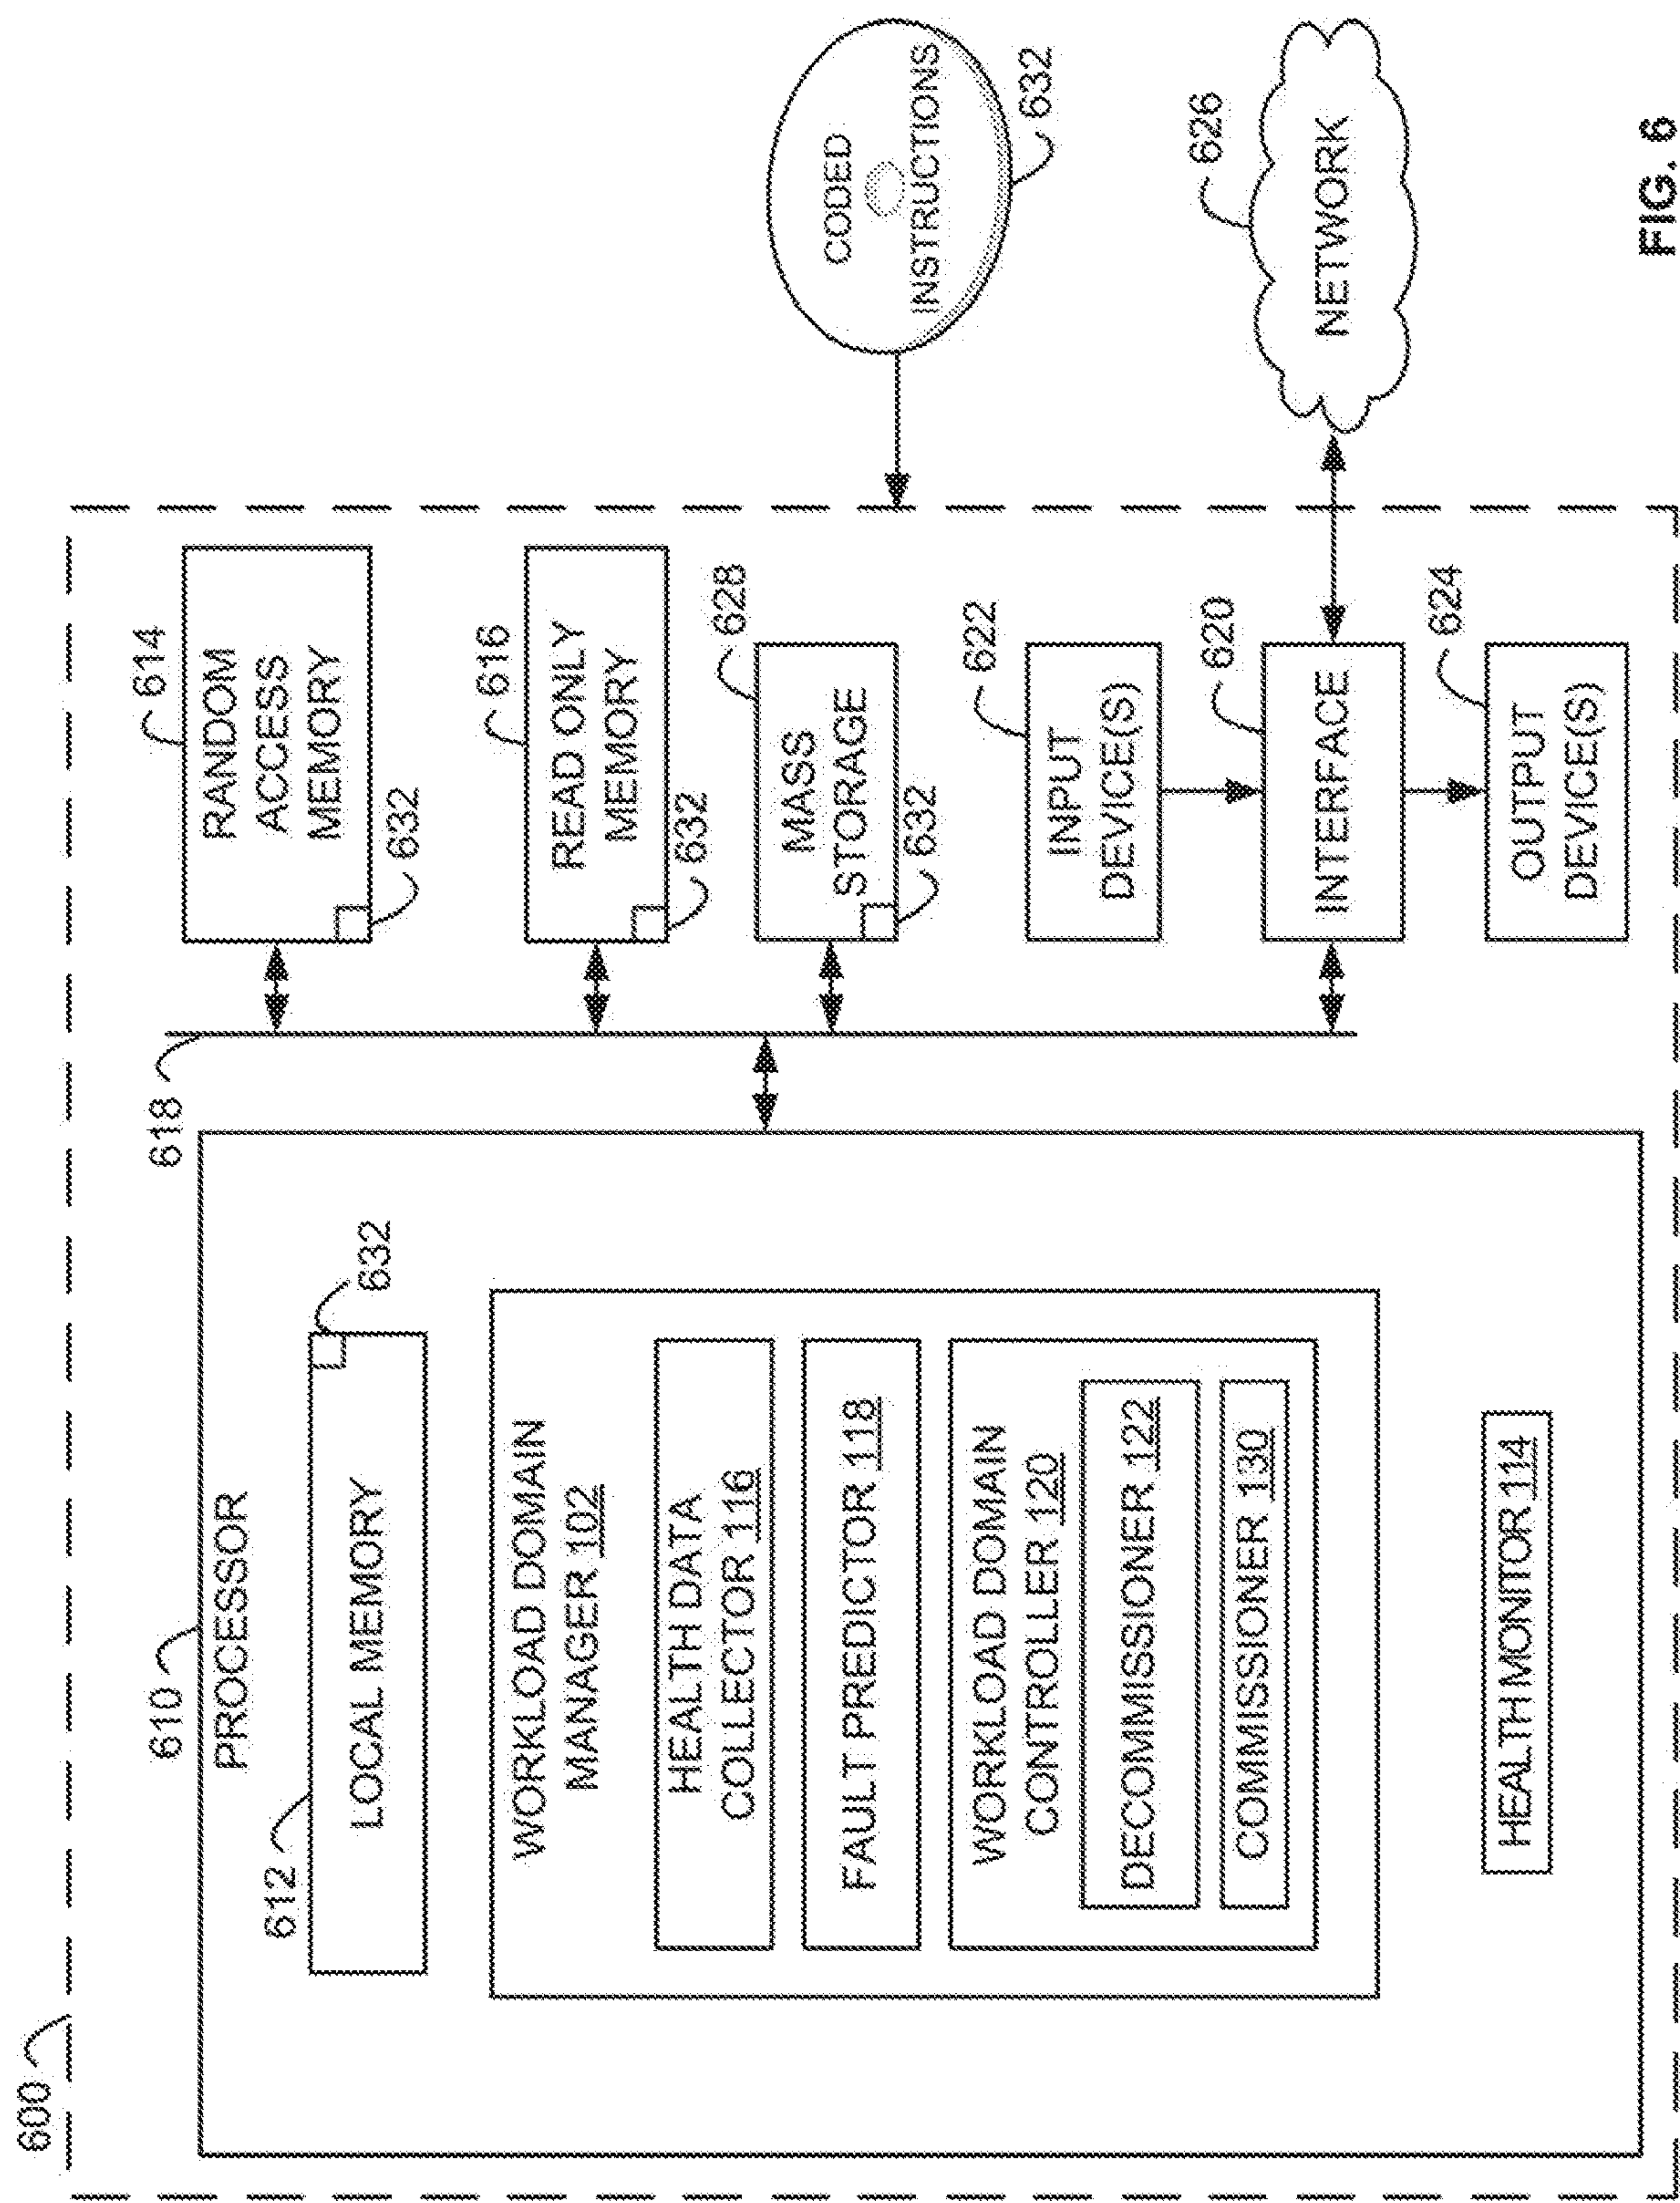 600
610
PROCESSOR
612
LOCAL MEMORY
632
WORKLOAD DOMAIN
MANAGER 102
HEALTH DATA
COLLECTOR 116
FAULT PREDICTOR 118
WORKLOAD DOMAIN
CONTROLLER 120
DECOMMISSIONER 122
COMMISSIONER 130
HEALTH MONITOR 114
618
614
RANDOM
ACCESS
MEMORY
632
616
READ ONLY
MEMORY
632
628
MASS
STORAGE
632
622
INPUT
DEVICE(S)
620
INTERFACE
624
OUTPUT
DEVICE(S)
CODED
INSTRUCTIONS
632
626
NETWORK
FIG. 6